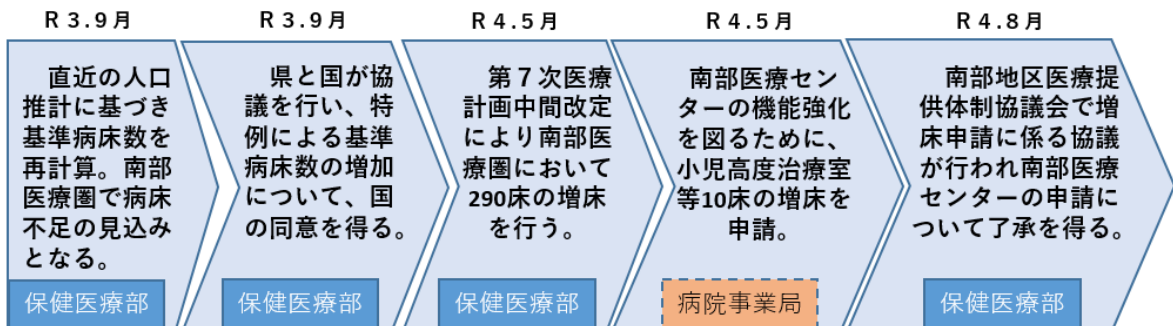 R3.9月
直近の人口
推計に基づき
基準病床数を
再計算。南部
医療圏で病床
不足の見込み
となる。
保健医療部
R3.9月
県と国が協
議を行い、特
例による基準
病床数の増加
について、国
の同意を得る。
保健医療部
R4.5月
第7次医療
計画中間改定
により南部医
療圏において
290床の増床
を行う。
保健医療部
R4.5月
南部医療セン
ターの機能強化
を図るために、
小児高度治療室
等10床の増床を
申請。
病院事業局
R4.8月
南部地区医療提
供体制協議会で増
床申請に係る協議
が行われ南部医療
センターの申請に
ついて了承を得る。
保健医療部